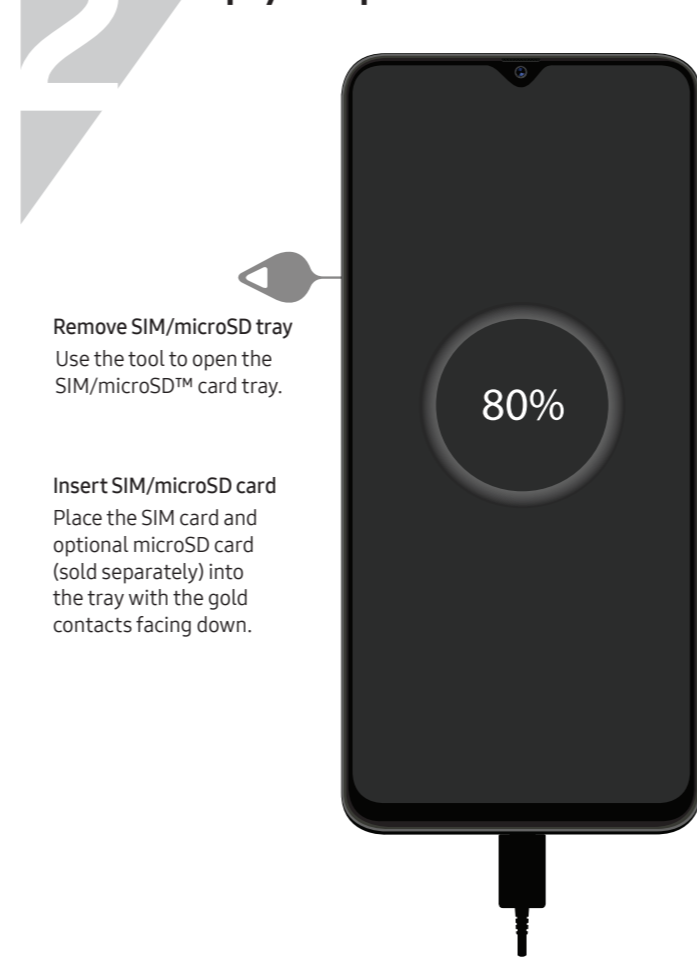 2
Remove SIM/microSD tray
Use the tool to open the
SIM/microSD™ card tray.
80%
Insert SIM/microSD card
Place the SIM card and
optional microSD card
(sold separately) into
the tray with the gold
contacts facing down.